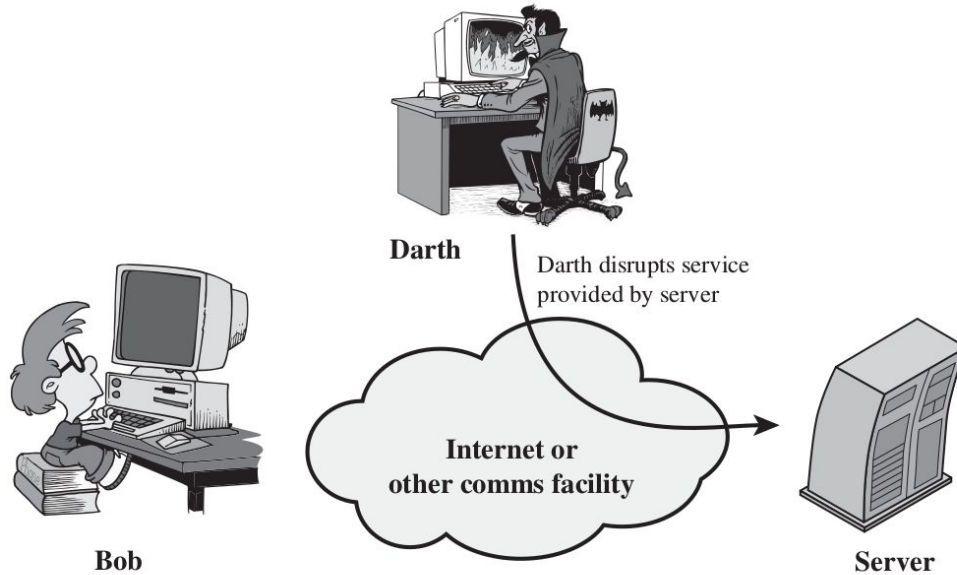 Darth
Darth disrupts service
provided by server
Internet or
other comms facility
Bob
Server